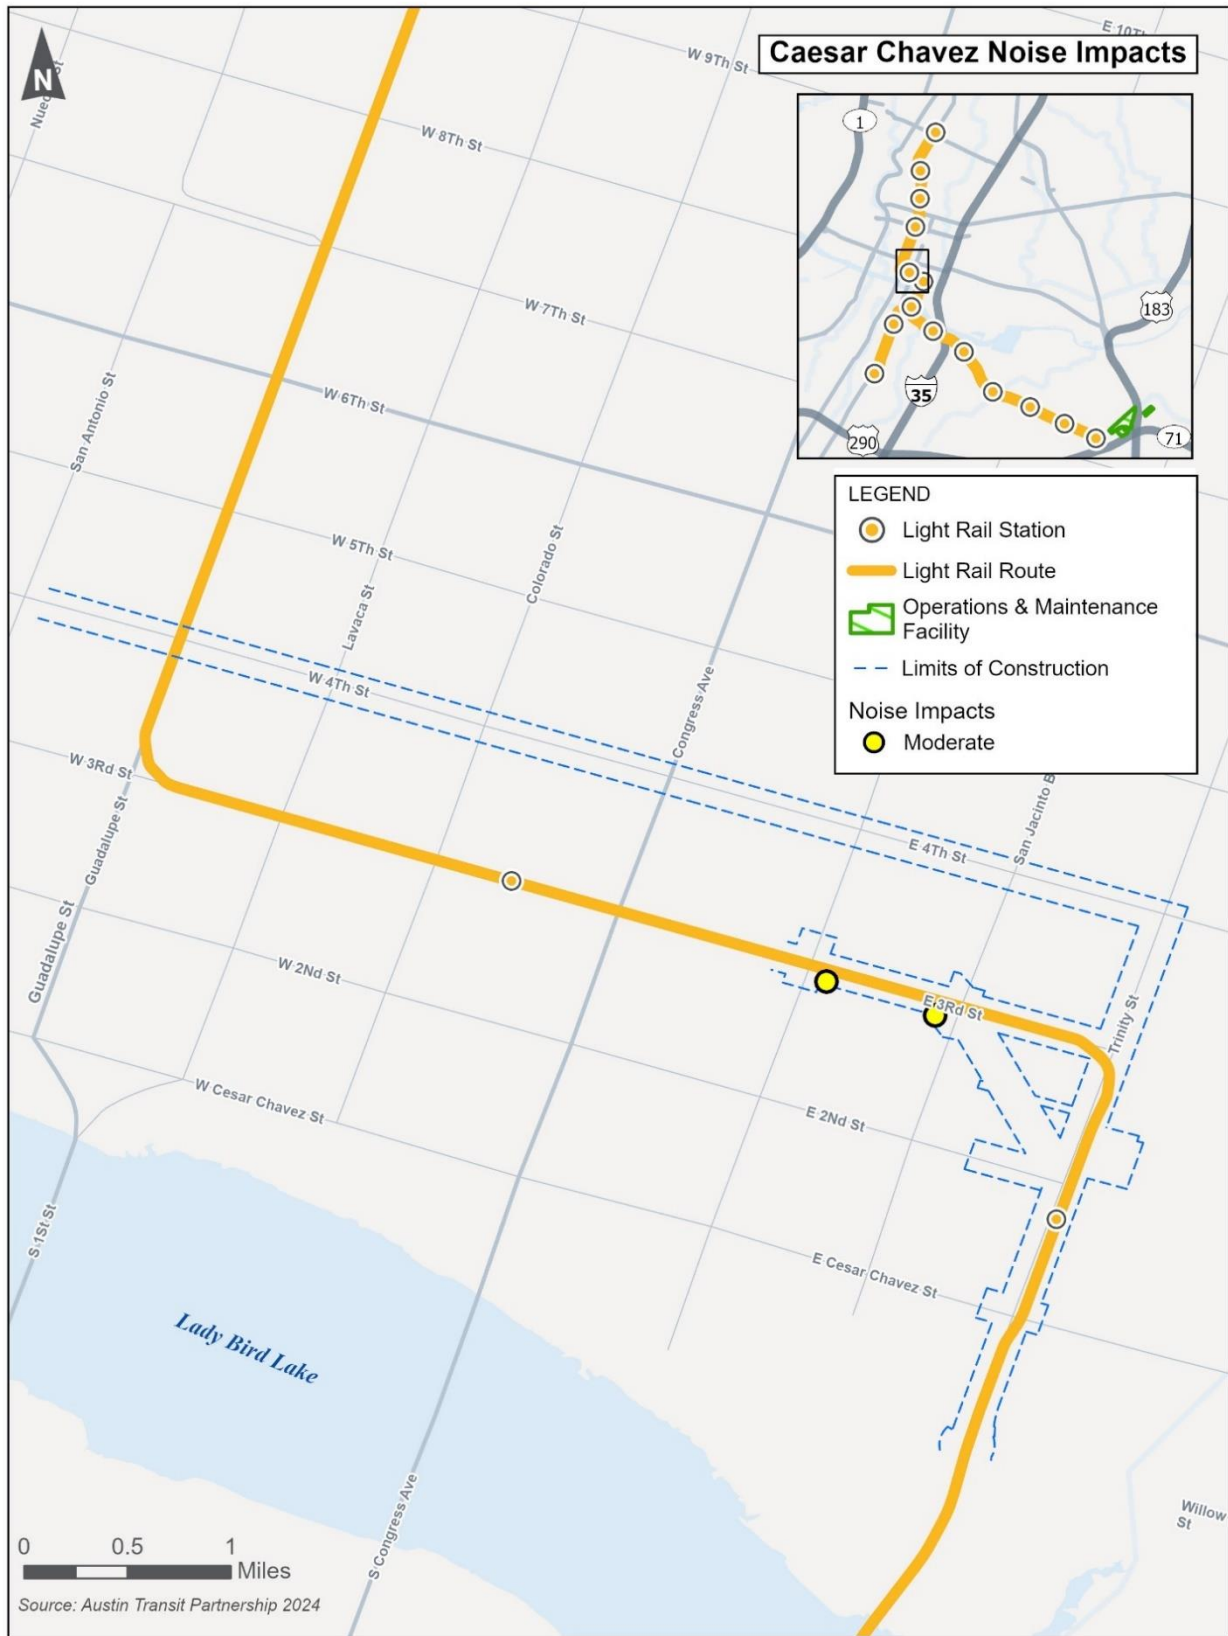 N
Caesar Chavez Noise Impacts
W 9Th St
W 8Th St
1
183
35
290
71
W 7Th St
LEGEND
Light Rail Station
Light Rail Route
Operations & Maintenance
Facility
Limits of Construction
Noise Impacts
Moderate
San Antonio St
W 6Th St
W 5Th St
Colorado St
Lavaca St
W 4Th St
Congress Ave
W 3Rd St
Guadalupe St
Guadalupe St
San Jacinto B
E 4Th St
W 2Nd St
E 3Rd St
Trinity St
W Cesar Chavez St
E 2Nd St
S 1St St
E Cesar Chavez St
Lady Bird Lake
S Congress Ave
Willow
St
0 0.5 1
Miles
Source: Austin Transit Partnership 2024